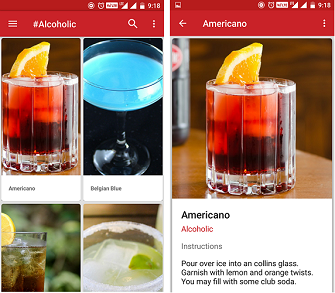 9:18
#Alcoholic
Americano
Belgian Blue
9:18
Americano
Americano
Alcoholic
Instructions
Pour over ice into an collins glass.
Garnish with lemon and orange twists.
You may fill with some club soda.